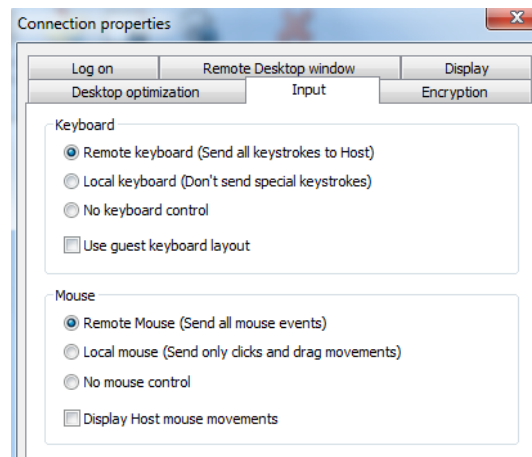 Connection properties
Log on Remote Desktop window Display
Desktop optimization Input Encryption
Keyboard
Remote keyboard (Send all keystrokes to Host)
Local keyboard (Don't send special keystrokes)
No keyboard control
Use guest keyboard layout
Mouse
Remote Mouse (Send all mouse events)
Local mouse (Send only clicks and drag movements)
No mouse control
Display Host mouse movements